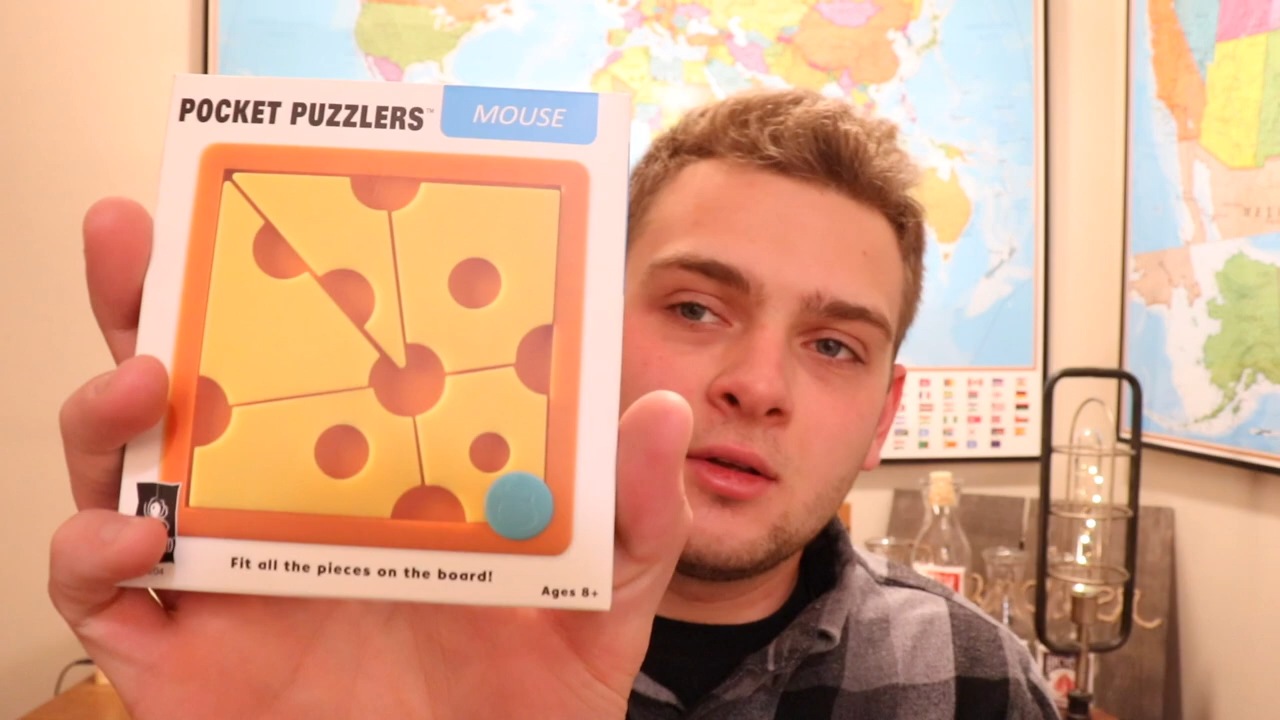 POCKET PUZZLERS™
MOUSE
Fit all the pieces on the board!
Ages 8+